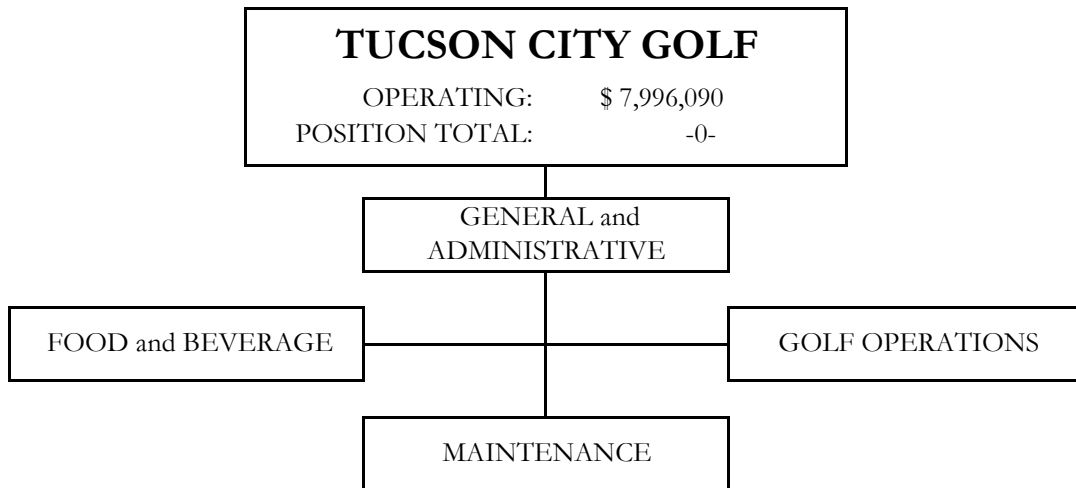 TUCSON CITY GOLF
OPERATING: $ 7,996,090
POSITION TOTAL: -0-
GENERAL and
ADMINISTRATIVE
FOOD and BEVERAGE
GOLF OPERATIONS
MAINTENANCE